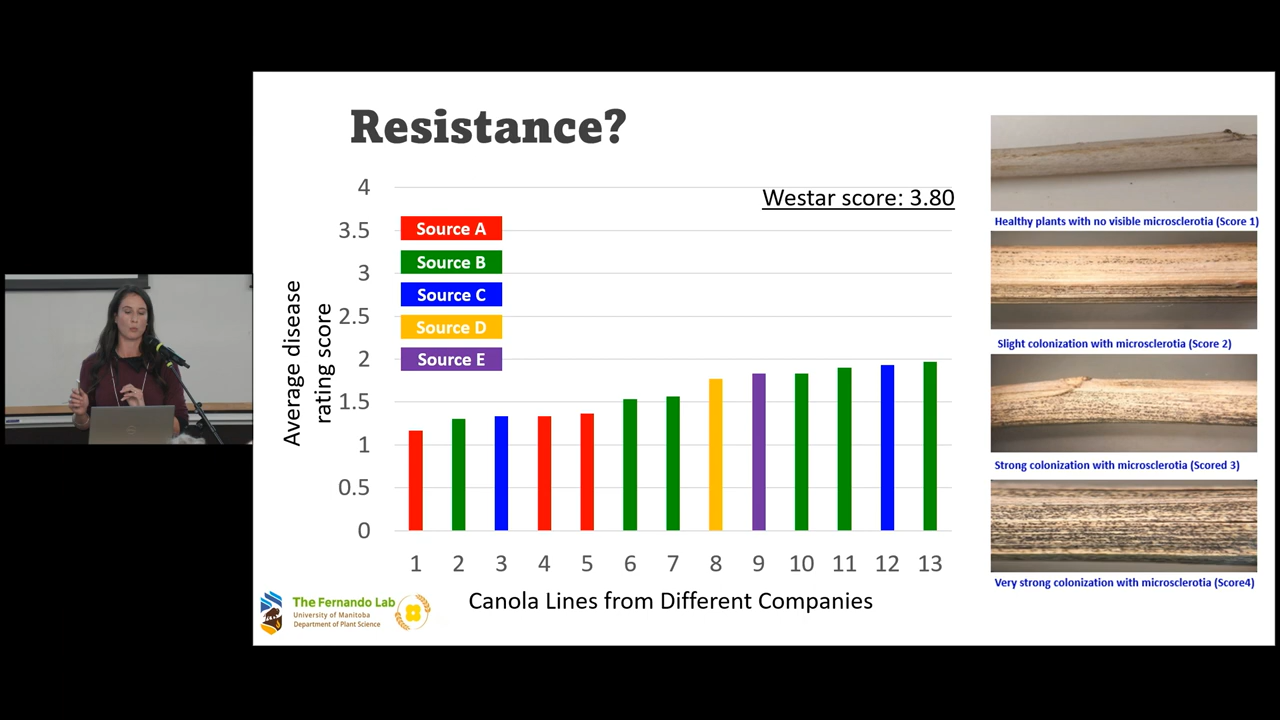 Resistance?
Westar score: 3.80
4
3.5
3
2.5
2
1.5
1
0.5
0
Average disease
rating score
Source A
Source B
Source C
Source D
Source E
1 2 3 4 5 6 7 8 9 10 11 12 13
Canola Lines from Different Companies
Healthy plants with no visible microsclerotia (Score 1)
Slight colonization with microsclerotia (Score 2)
Strong colonization with microsclerotia (Scored 3)
Very strong colonization with microsclerotia (Score4)
The Fernando Lab
University of Manitoba
Department of Plant Science